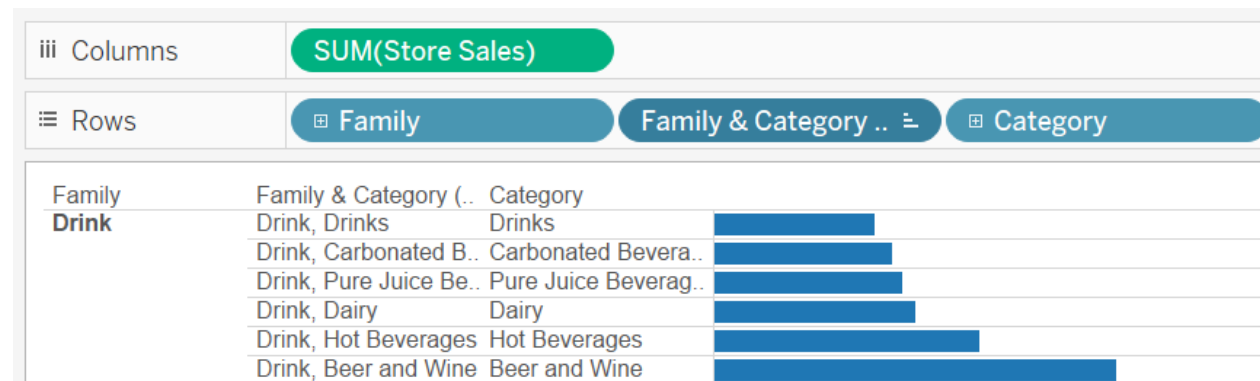 Columns SUM(Store Sales)
Rows Family Family & Category .. Category
Family Family & Category (.. Category
Drink Drink, Drinks Drinks
Drink, Carbonated B.. Carbonated Bevera..
Drink, Pure Juice Be.. Pure Juice Beverag..
Drink, Dairy Dairy
Drink, Hot Beverages Hot Beverages
Drink, Beer and Wine Beer and Wine